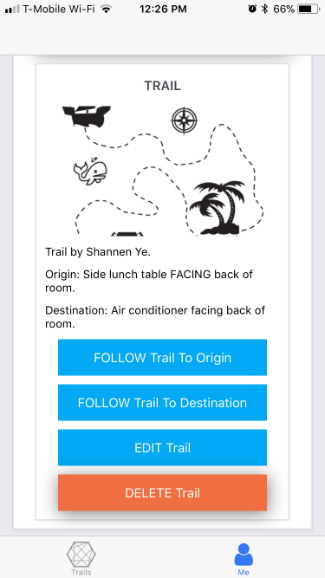 T-Mobile Wi-Fi 12:26 PM 66%
TRAIL
Trail by Shannen Ye.
Origin: Side lunch table FACING back of
room.
Destination: Air conditioner facing back of
room.
FOLLOW Trail To Origin
FOLLOW Trail To Destination
EDIT Trail
DELETE Trail
Trails Me